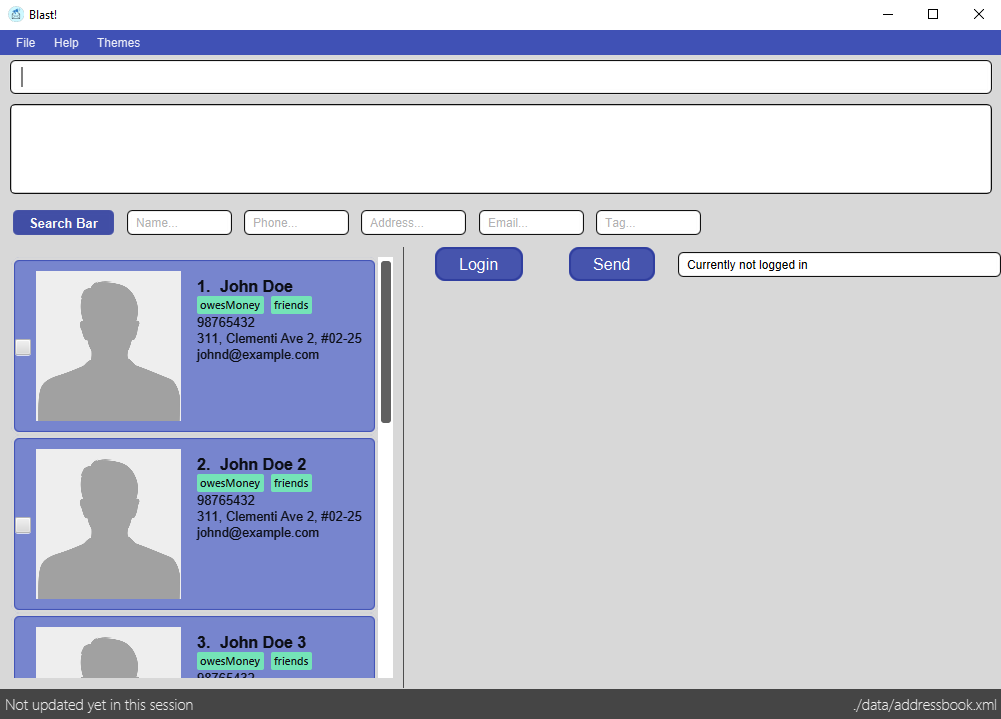 Blast!
File Help Themes
Search Bar Name... Phone... Address... Email... Tag...
Login Send Currently not logged in
1. John Doe
owesMoney friends
98765432
311, Clementi Ave 2, #02-25
johnd@example.com
2. John Doe 2
owesMoney friends
98765432
311, Clementi Ave 2, #02-25
johnd@example.com
3. John Doe 3
owesMoney friends
98765432
Not updated yet in this session ./data/addressbook.xml